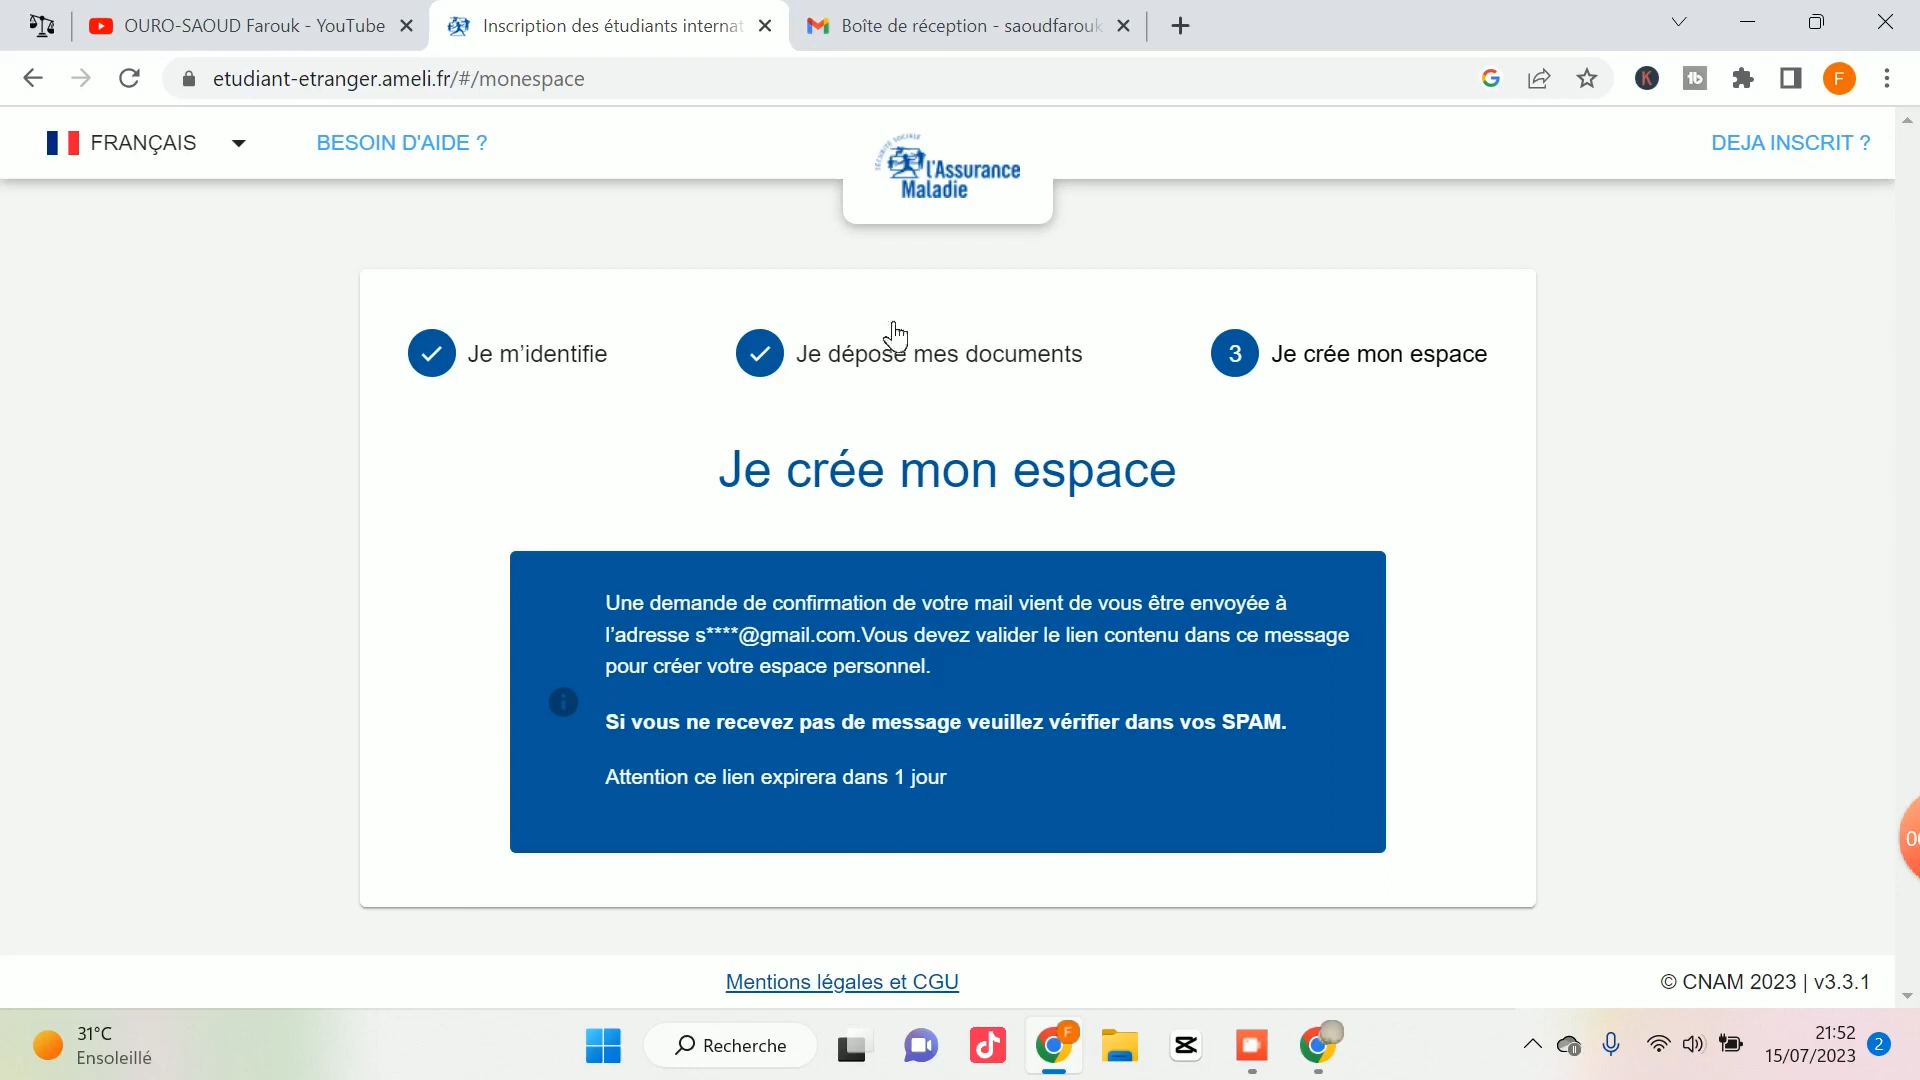 OURO-SAOUD Farouk - YouTube
Inscription des étudiants internat
Boîte de réception - saoudfarouk
etudiant-etranger.ameli.fr/#/monespace
FRANÇAIS
BESOIN D'AIDE ?
SÉCURITÉ SOCIALE
l'Assurance
Maladie
DEJA INSCRIT ?
Je m'identifie
Je dépose mes documents
3 Je crée mon espace
Je crée mon espace
Une demande de confirmation de votre mail vient de vous être envoyée à
l'adresse s****@gmail.com.Vous devez valider le lien contenu dans ce message
pour créer votre espace personnel.
Si vous ne recevez pas de message veuillez vérifier dans vos SPAM.
Attention ce lien expirera dans 1 jour
Mentions légales et CGU
© CNAM 2023 | v3.3.1
31°C
Ensoleillé
Recherche
21:52
15/07/2023
2